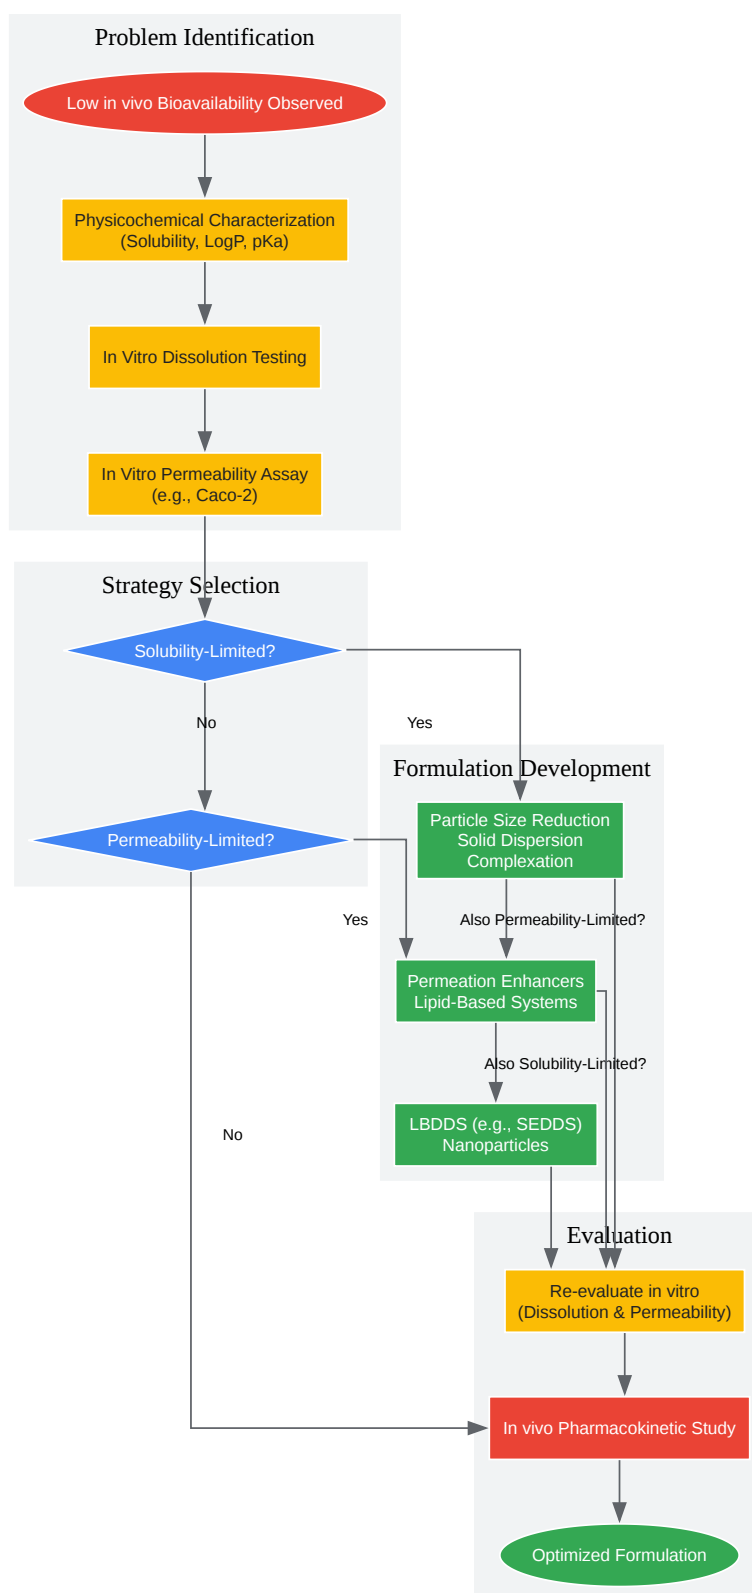 Problem Identification
Low in vivo Bioavailability Observed
Physicochemical Characterization
(Solubility, LogP, pKa)
In Vitro Dissolution Testing
In Vitro Permeability Assay
(e.g., Caco-2)
Strategy Selection
Solubility-Limited?
No
Yes
Formulation Development
Particle Size Reduction
Solid Dispersion
Complexation
Permeability-Limited?
Yes
Also Permeability-Limited?
Permeation Enhancers
Lipid-Based Systems
Also Solubility-Limited?
LBDDS (e.g., SEDDS)
Nanoparticles
No
Evaluation
Re-evaluate in vitro
(Dissolution & Permeability)
In vivo Pharmacokinetic Study
Optimized Formulation